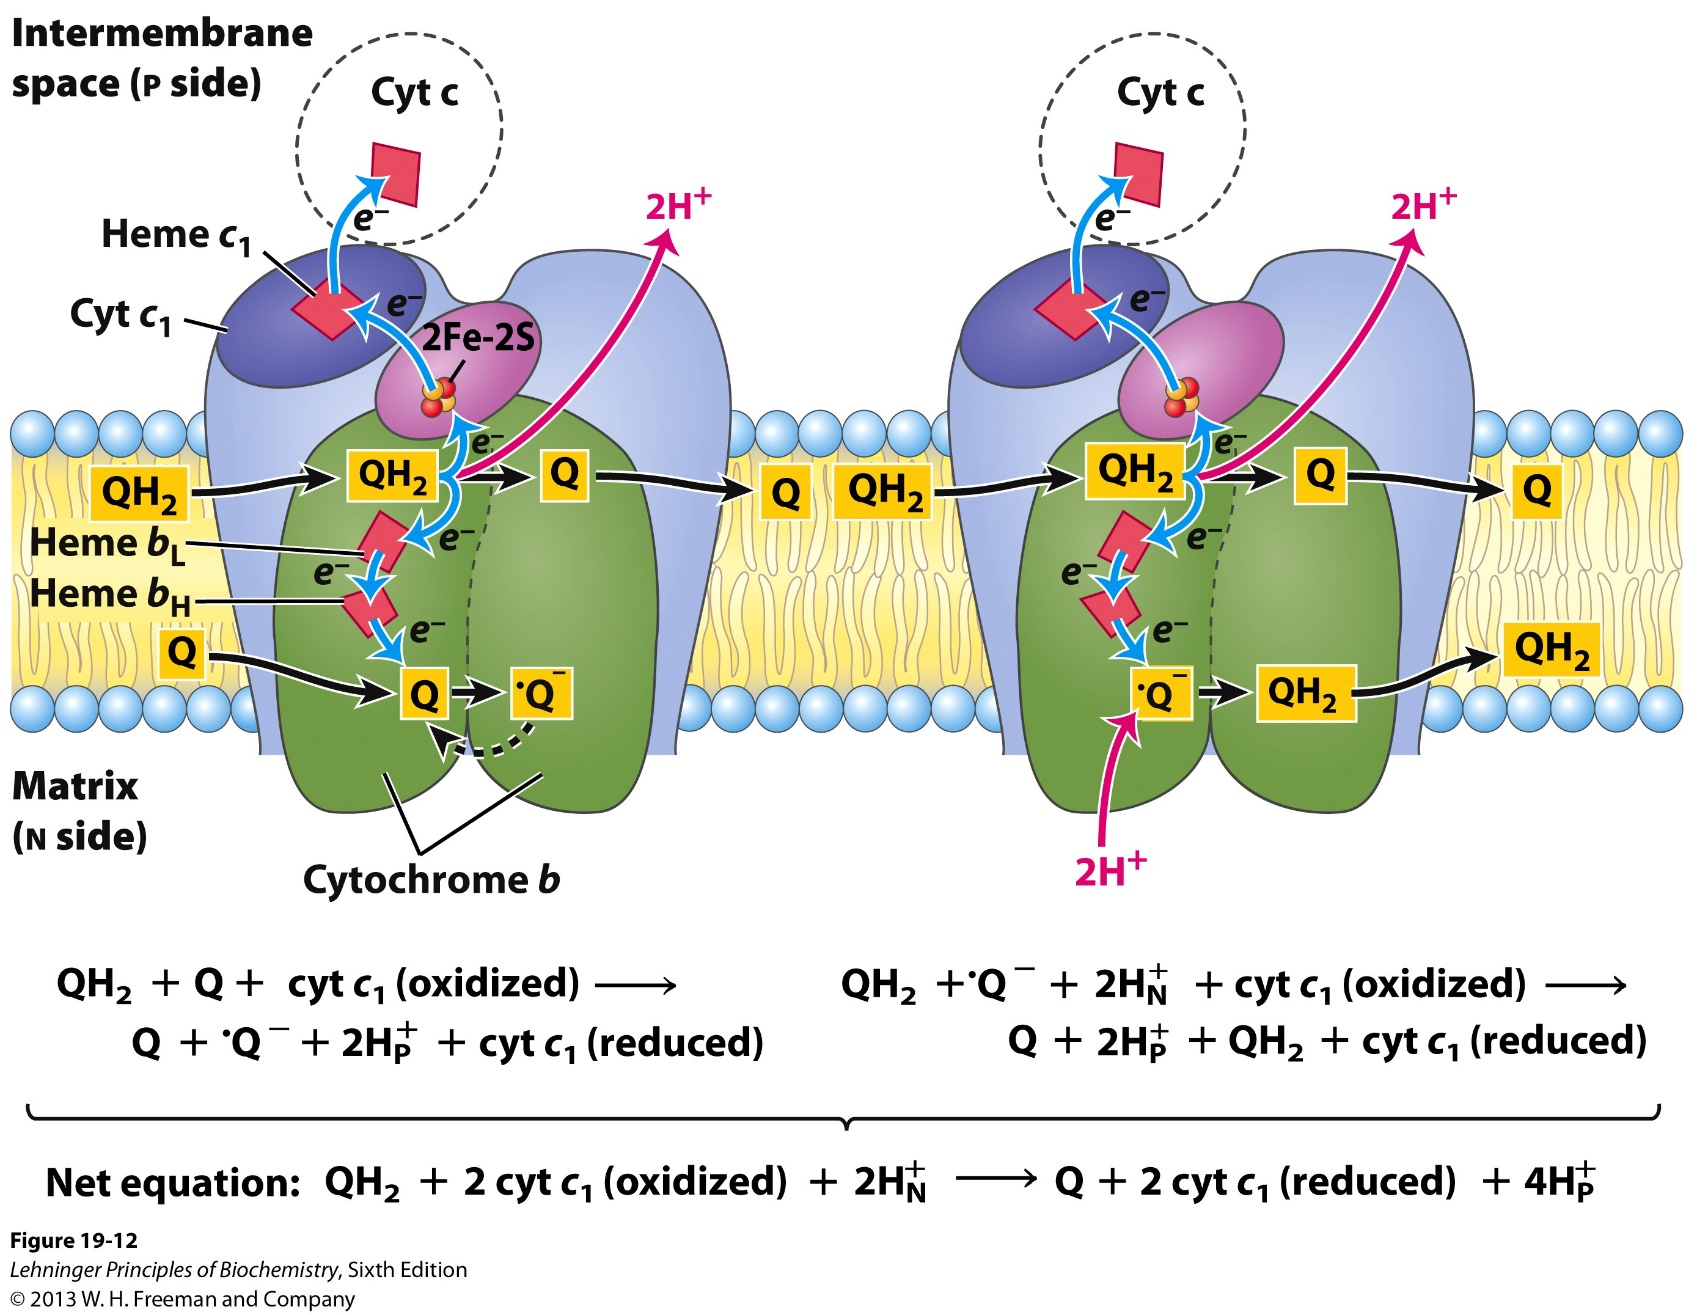 Intermembrane
space (P side)
Cyt c
Cyt c
2H⁺
2H⁺
e⁻
e⁻
Heme c₁
Cyt c₁
e⁻
e⁻
2Fe-2S
e⁻
e⁻
QH₂
QH₂
Q
Q
QH₂
QH₂
Q
Q
Heme bL
e⁻
e⁻
e⁻
e⁻
Heme bH
e⁻
e⁻
Q
Q
•Q⁻
•Q⁻
QH₂
QH₂
Matrix
(N side)
2H⁺
Cytochrome b
QH₂ + Q + cyt c₁ (oxidized) ⟶
Q + •Q⁻ + 2H⁺P + cyt c₁ (reduced)
QH₂ + •Q⁻ + 2H⁺N + cyt c₁ (oxidized) ⟶
Q + 2H⁺P + QH₂ + cyt c₁ (reduced)
Net equation: QH₂ + 2 cyt c₁ (oxidized) + 2H⁺N ⟶ Q + 2 cyt c₁ (reduced) + 4H⁺P
Figure 19-12
Lehninger Principles of Biochemistry, Sixth Edition
© 2013 W. H. Freeman and Company